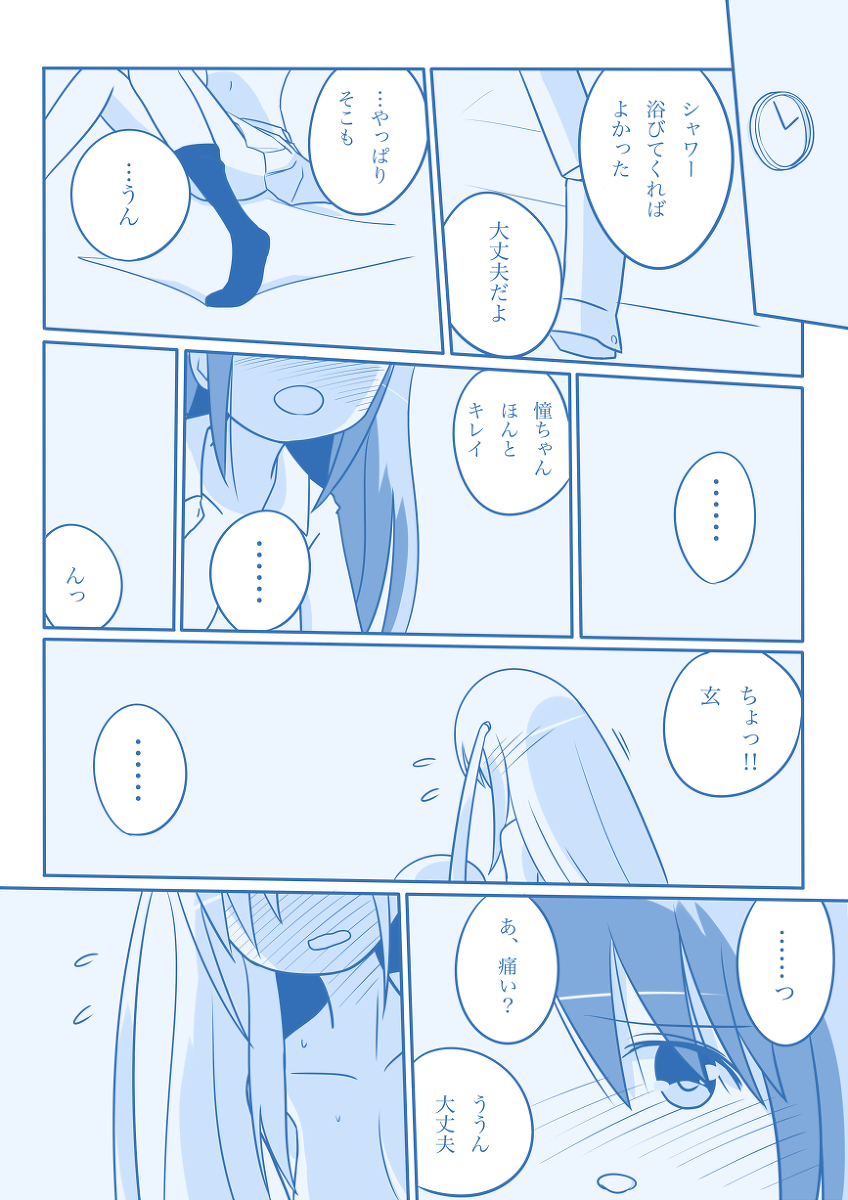 シャワー
浴びてくれば
よかった
大丈夫だよ
…やっぱり
そこも
…うん
……
憧ちゃん
ほんと
キレイ
……
んっ
ちょっ!!
玄
……
……っ
あ、痛い？
ううん
大丈夫